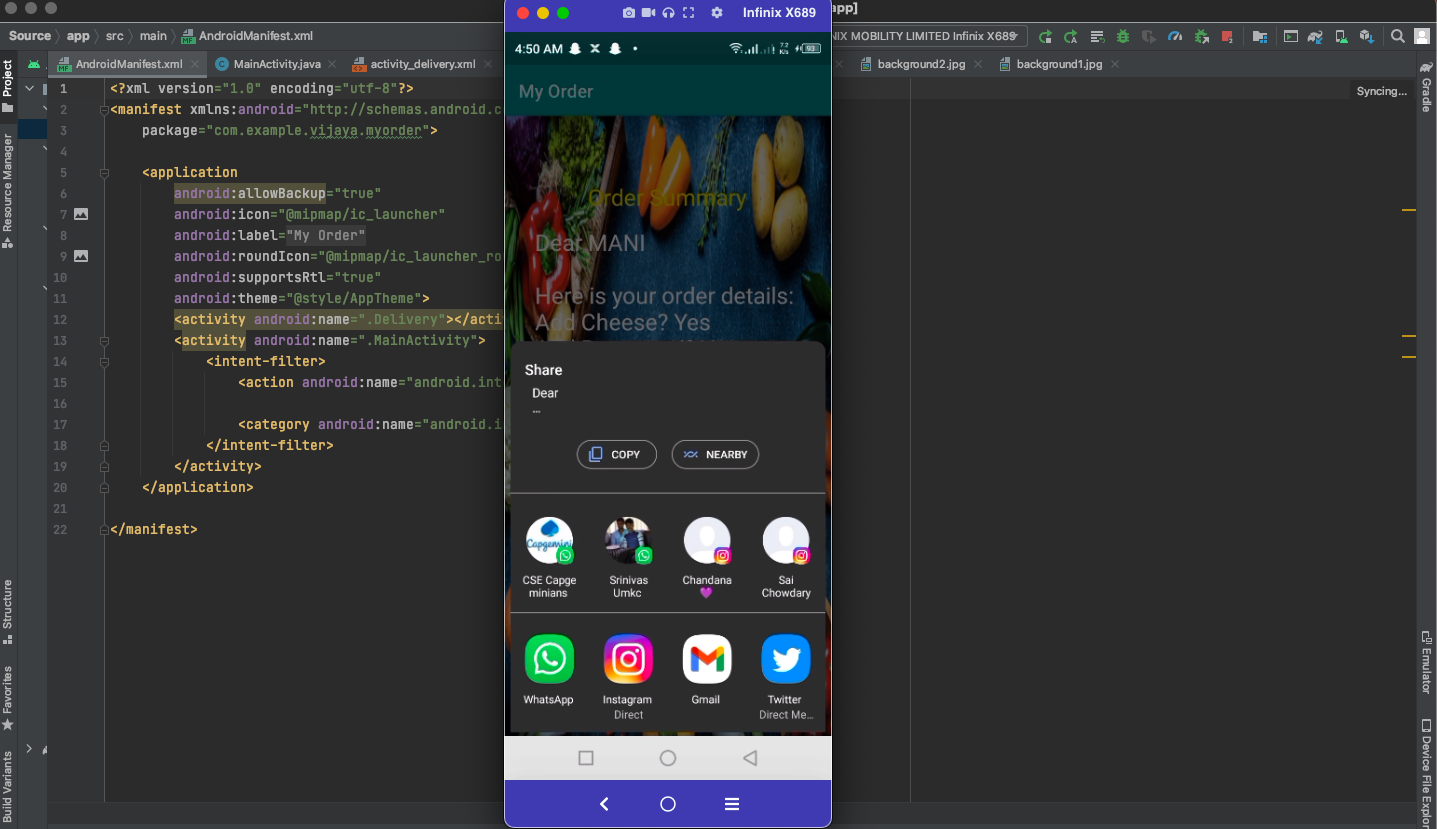 Infinix X689
app]
Source
app
src
main
AndroidManifest.xml
NIX MOBILITY LIMITED Infinix X689
AndroidManifest.xml
MainActivity.java
activity_delivery.xml
background2.jpg
background1.jpg
Syncing...
Project
Resource Manager
Structure
Favorites
Build Variants
Gradle
Emulator
Device File Explor
1 <?xml version="1.0" encoding="utf-8"?>
2 <manifest xmlns:android="http://schemas.android.c
3 package="com.example.vijaya.myorder">
4
5 <application
6 android:allowBackup="true"
7 android:icon="@mipmap/ic_launcher"
8 android:label="My Order"
9 android:roundIcon="@mipmap/ic_launcher_ro
10 android:supportsRtl="true"
11 android:theme="@style/AppTheme">
12 <activity android:name=".Delivery"></acti
13 <activity android:name=".MainActivity">
14 <intent-filter>
15 <action android:name="android.int
16
17 <category android:name="android.i
18 </intent-filter>
19 </activity>
20 </application>
21
22 </manifest>
4:50 AM
93
My Order
Order Summary
Dear MANI
Here is your order details:
Add Cheese? Yes
Share
Dear
...
COPY
NEARBY
Capgemini
CSE Capge
minians
Srinivas
Umkc
Chandana
💜
Sai
Chowdary
WhatsApp
Instagram
Direct
Gmail
Twitter
Direct Me...